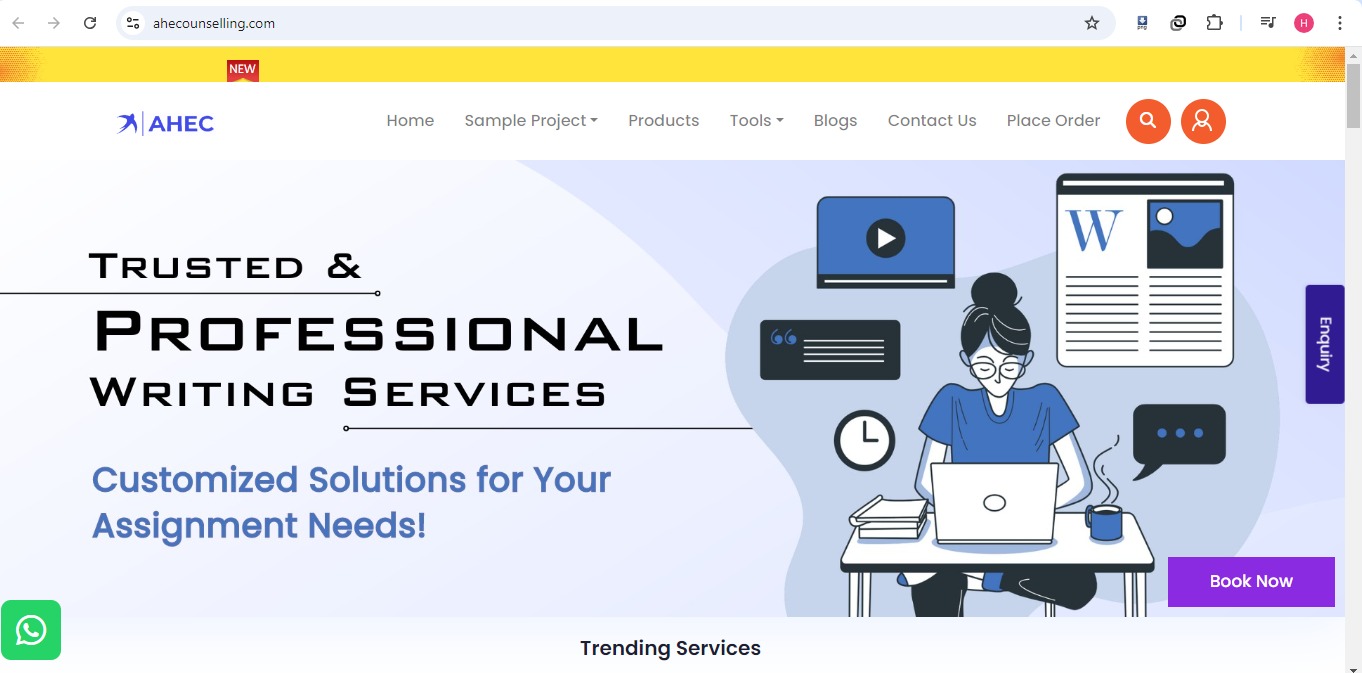 ahecounselling.com
png
H
NEW
AHEC
Home Sample Project Products Tools Blogs Contact Us Place Order
TRUSTED &
PROFESSIONAL
WRITING SERVICES
Customized Solutions for Your
Assignment Needs!
W
Enquiry
Book Now
Trending Services